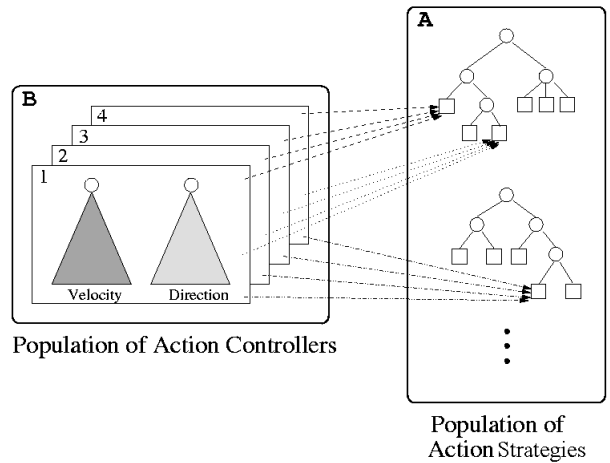 A
B
4
3
2
1
Velocity Direction
Population of Action Controllers
Population of
Action Strategies